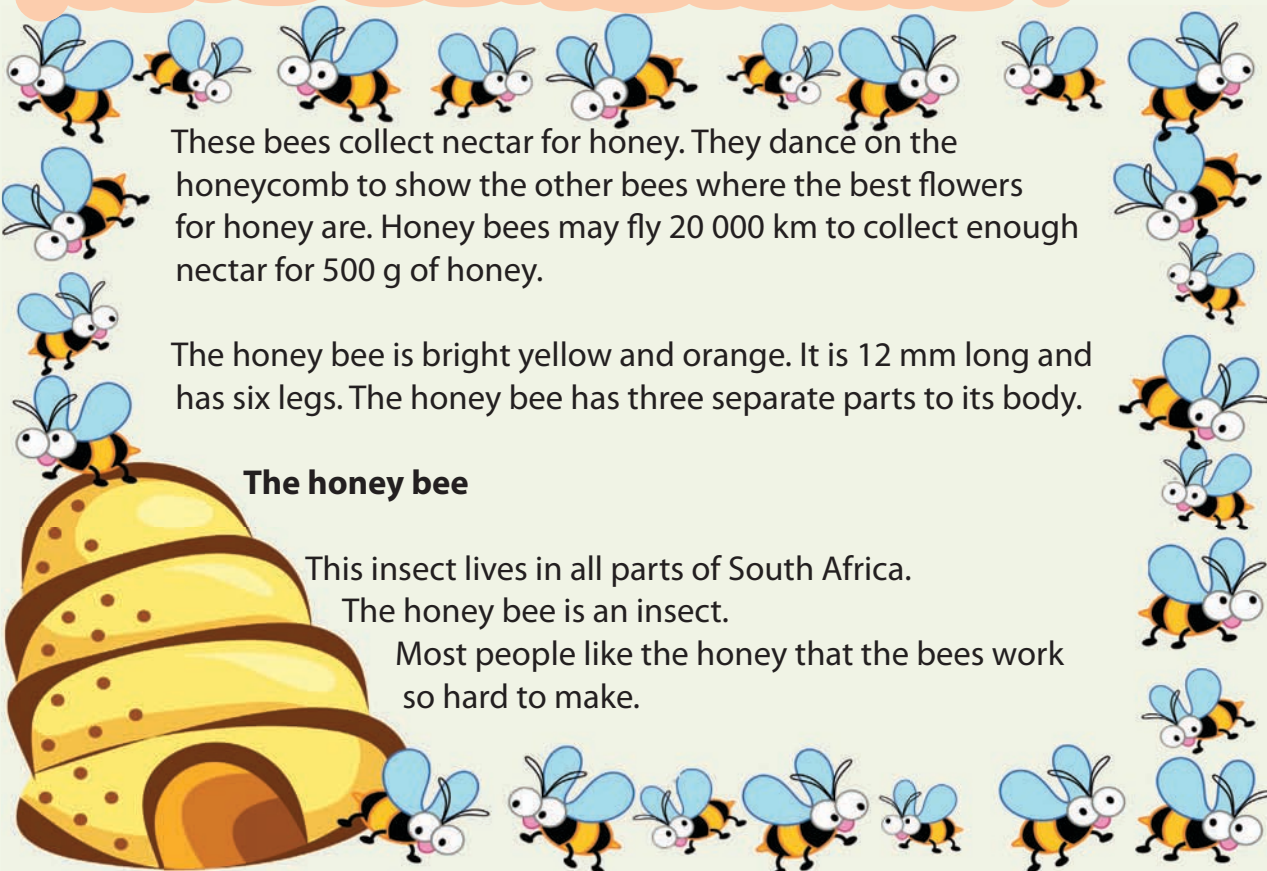 These bees collect nectar for honey. They dance on the
honeycomb to show the other bees where the best flowers
for honey are. Honey bees may fly 20 000 km to collect enough
nectar for 500 g of honey.
The honey bee is bright yellow and orange. It is 12 mm long and
has six legs. The honey bee has three separate parts to its body.
The honey bee
This insect lives in all parts of South Africa.
The honey bee is an insect.
Most people like the honey that the bees work
so hard to make.